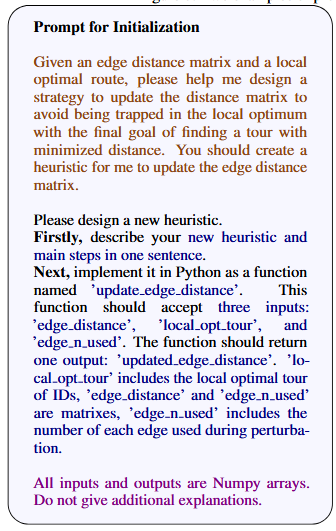 Prompt for Initialization
Given an edge distance matrix and a local
optimal route, please help me design a
strategy to update the distance matrix to
avoid being trapped in the local optimum
with the final goal of finding a tour with
minimized distance. You should create a
heuristic for me to update the edge distance
matrix.
Please design a new heuristic.
Firstly, describe your new heuristic and
main steps in one sentence.
Next, implement it in Python as a function
named 'update_edge_distance'. This
function should accept three inputs:
'edge_distance', 'local_opt_tour', and
'edge_n_used'. The function should return
one output: 'updated_edge_distance'. 'lo-
cal_opt_tour' includes the local optimal tour
of IDs, 'edge_distance' and 'edge_n_used'
are matrixes, 'edge_n_used' includes the
number of each edge used during perturba-
tion.
All inputs and outputs are Numpy arrays.
Do not give additional explanations.